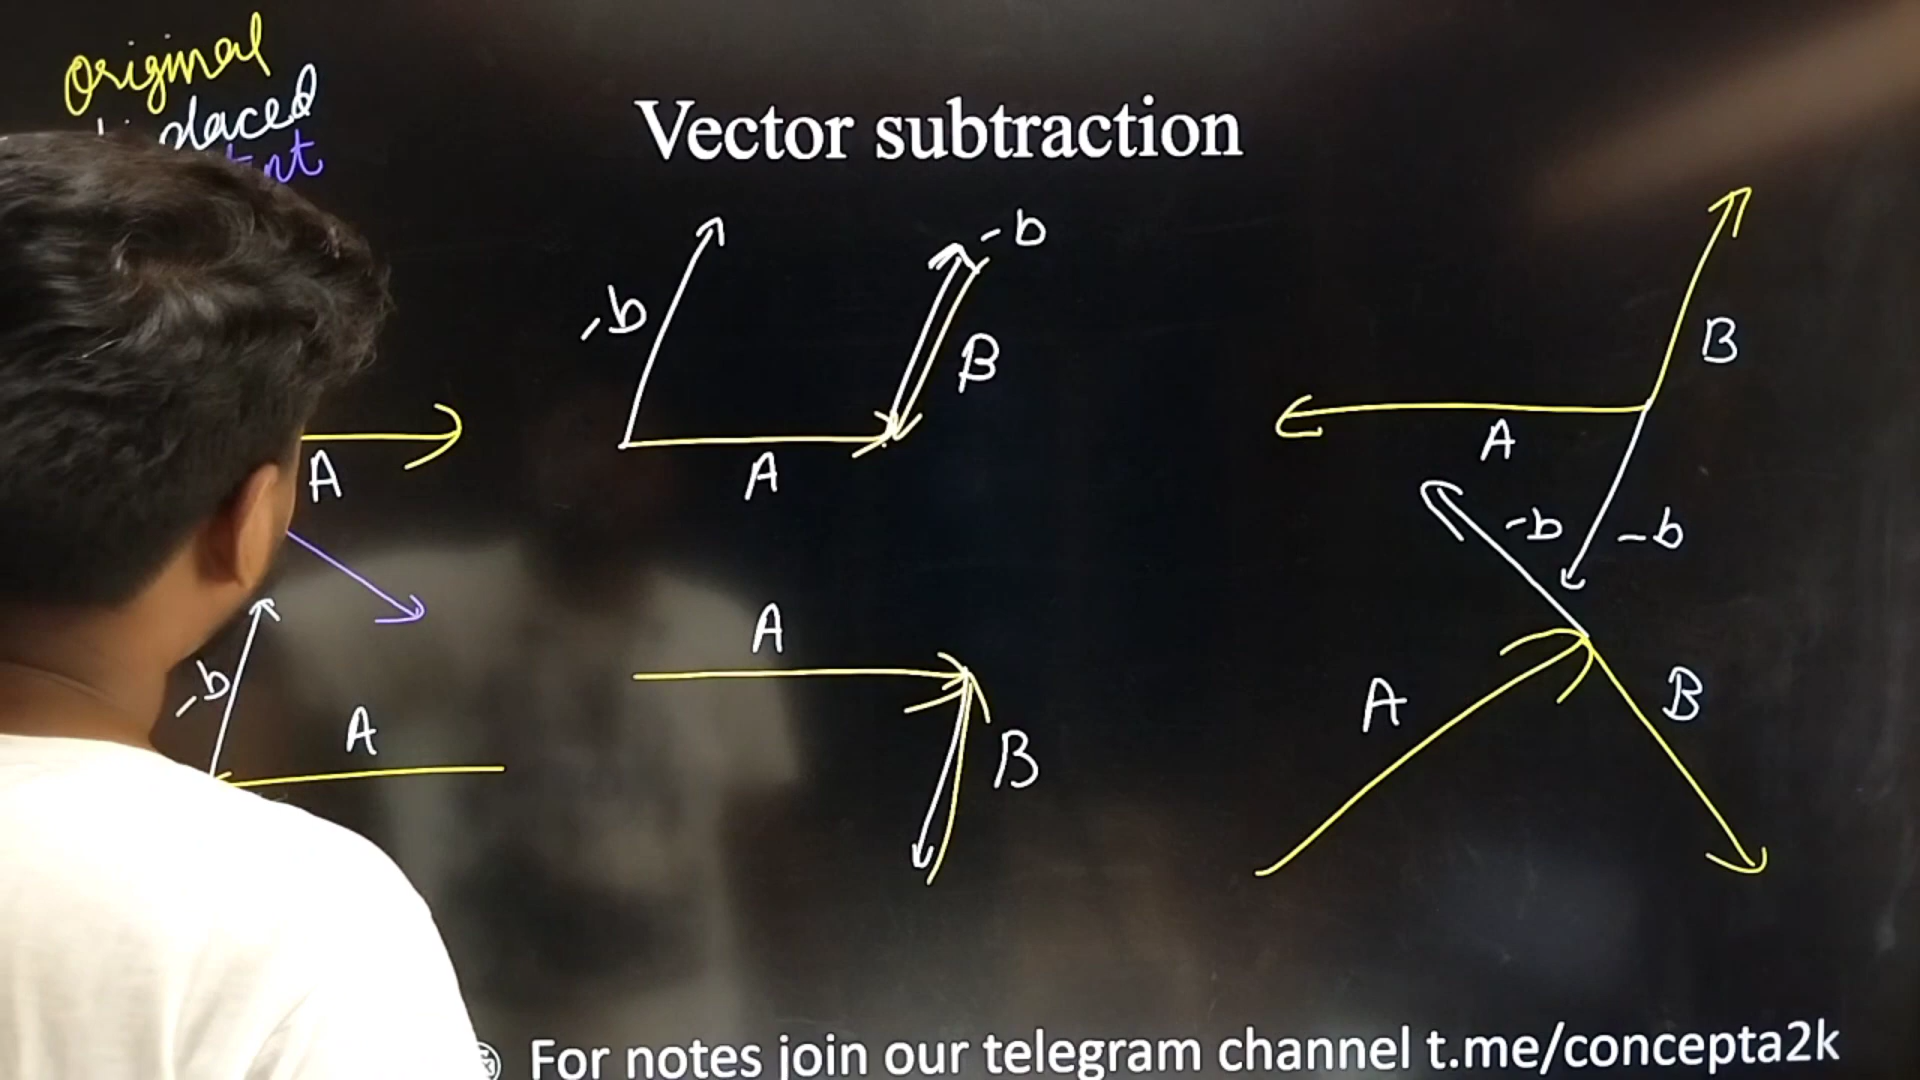 Original
Vector subtraction
-b
-b
B
B
A
A
A
-b
-b
A
-b
A
B
A
B
For notes join our telegram channel t.me/concepta2k